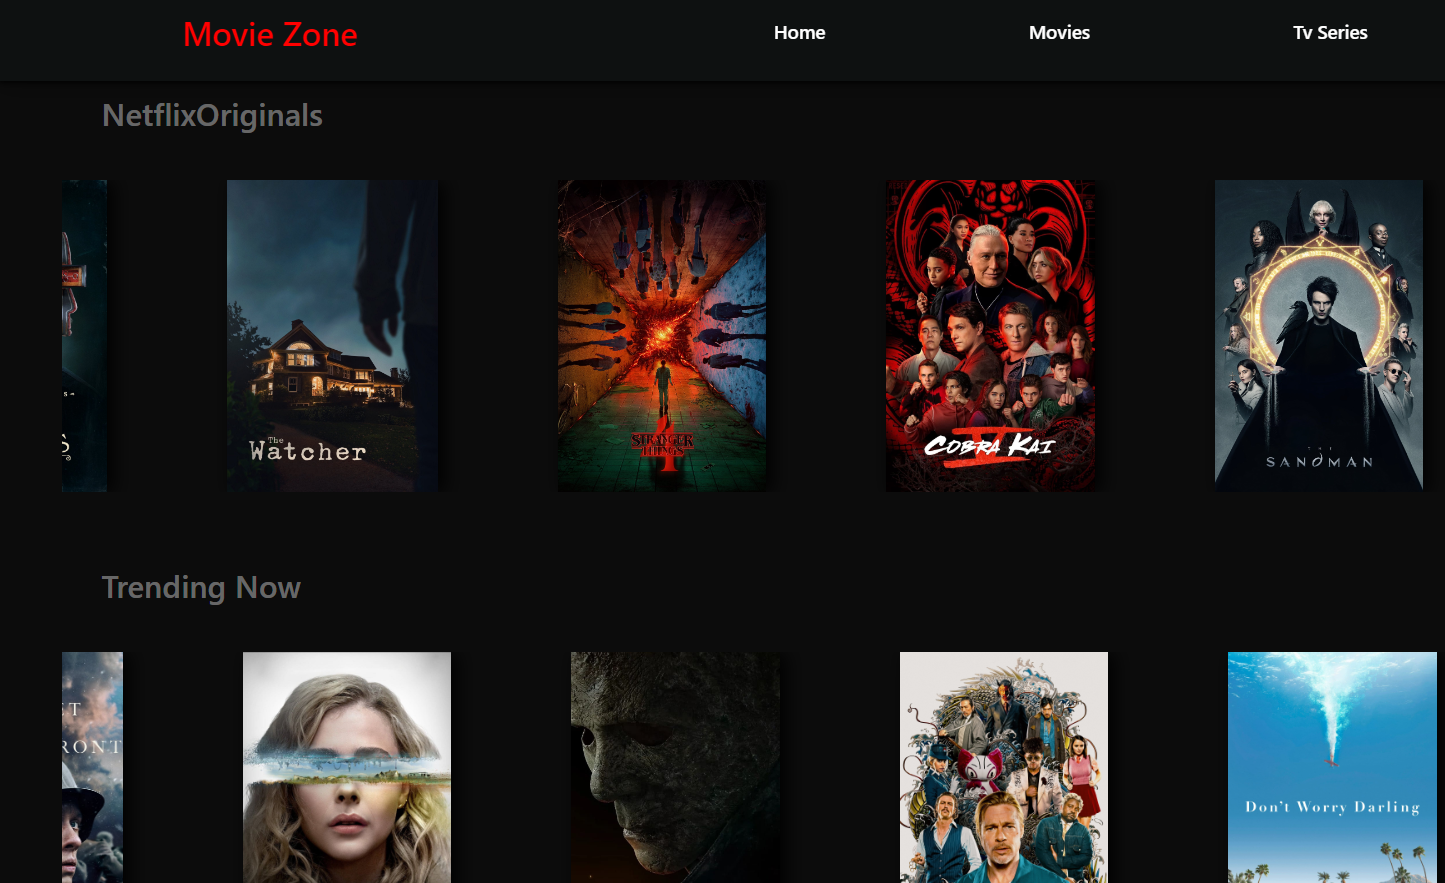 Movie Zone
Home
Movies
Tv Series
NetflixOriginals
The
Watcher
STRANGER
THINGS
4
COBRA KAI
V
THE
SANDMAN
Trending Now
RONT
Don't Worry Darling